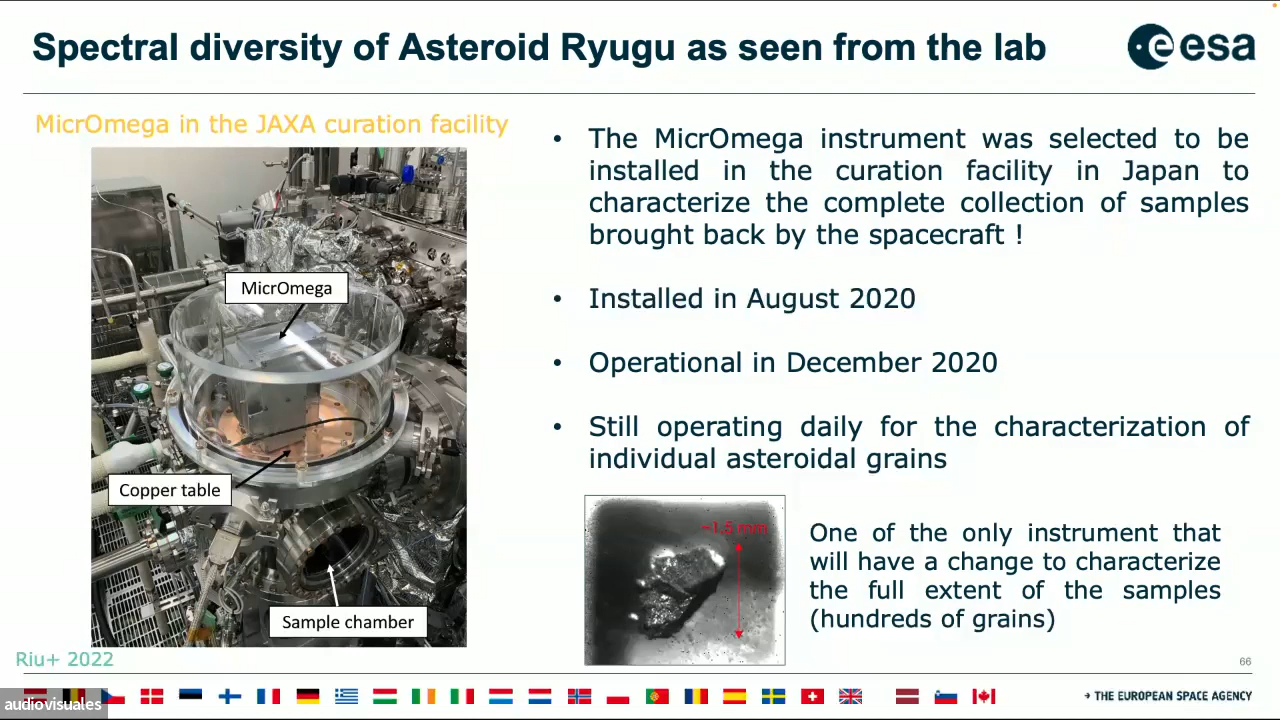 Spectral diversity of Asteroid Ryugu as seen from the lab
esa
MicrOmega in the JAXA curation facility
MicrOmega
Copper table
Sample chamber
Riu+ 2022
• The MicrOmega instrument was selected to be
installed in the curation facility in Japan to
characterize the complete collection of samples
brought back by the spacecraft !
• Installed in August 2020
• Operational in December 2020
• Still operating daily for the characterization of
individual asteroidal grains
~1.5 mm
One of the only instrument that
will have a change to characterize
the full extent of the samples
(hundreds of grains)
66
audiovisuales
→ THE EUROPEAN SPACE AGENCY